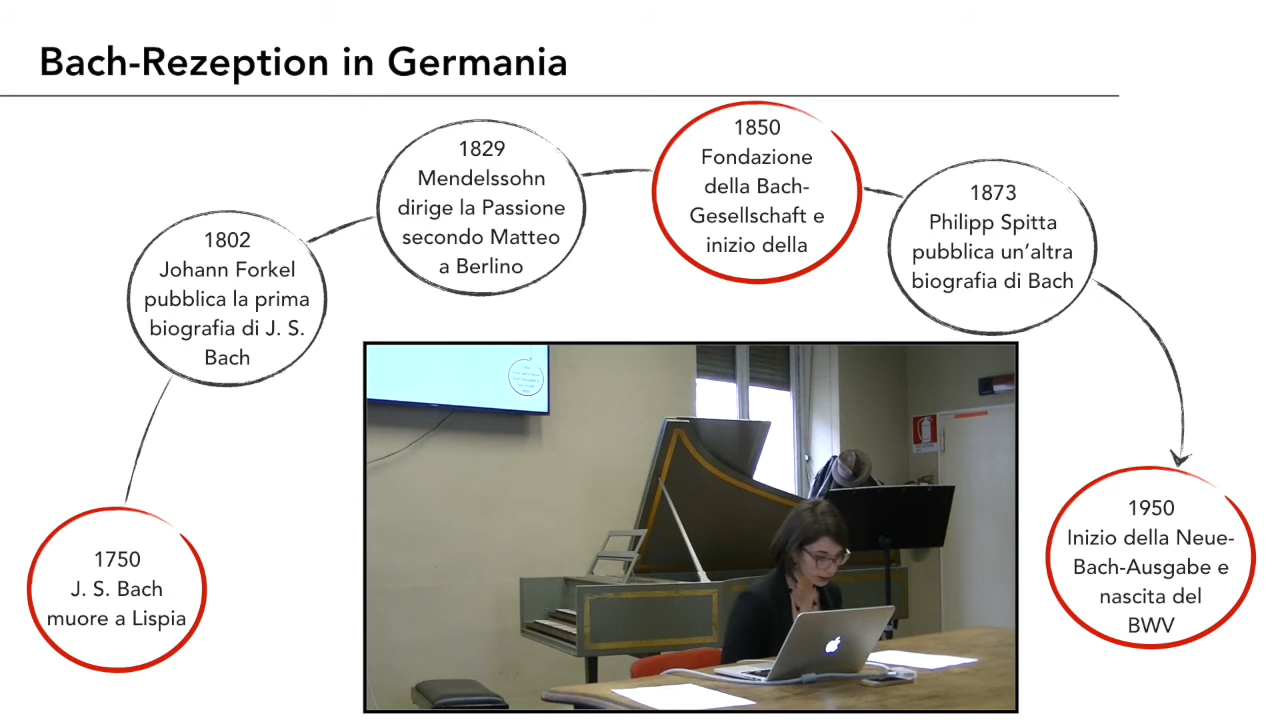 Bach-Rezeption in Germania
1750
J. S. Bach
muore a Lispia
1802
Johann Forkel
pubblica la prima
biografia di J. S.
Bach
1829
Mendelssohn
dirige la Passione
secondo Matteo
a Berlino
1850
Fondazione
della Bach-
Gesellschaft e
inizio della
1873
Philipp Spitta
pubblica un’altra
biografia di Bach
1950
Inizio della Neue-
Bach-Ausgabe e
nascita del
BWV